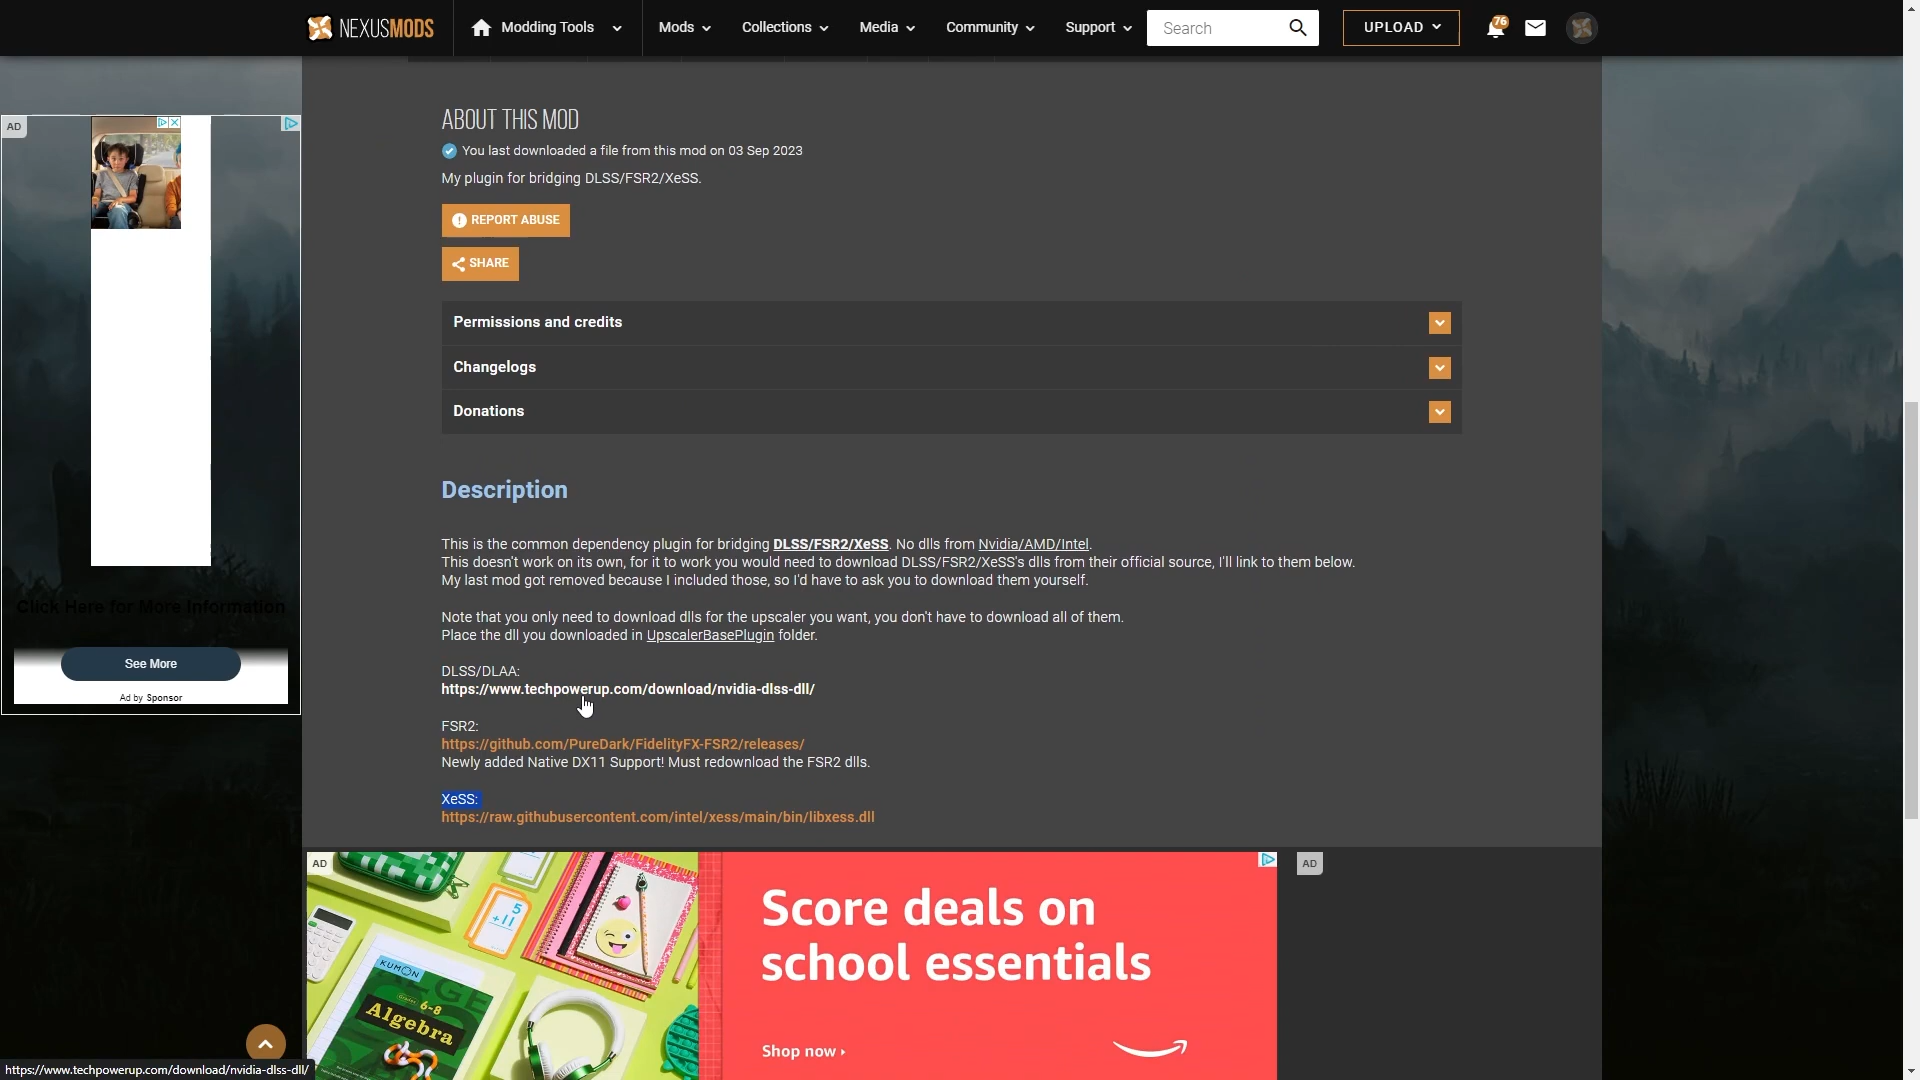 NEXUSMODS
Modding Tools
Mods
Collections
Media
Community
Support
Search
UPLOAD
76
AD
ABOUT THIS MOD
You last downloaded a file from this mod on 03 Sep 2023
My plugin for bridging DLSS/FSR2/XeSS.
REPORT ABUSE
SHARE
Permissions and credits
Changelogs
Donations
Description
This is the common dependency plugin for bridging DLSS/FSR2/XeSS. No dlls from Nvidia/AMD/Intel.
This doesn't work on its own, for it to work you would need to download DLSS/FSR2/XeSS's dlls from their official source, I'll link to them below.
My last mod got removed because I included those, so I'd have to ask you to download them yourself.
Note that you only need to download dlls for the upscaler you want, you don't have to download all of them.
Place the dll you downloaded in UpscalerBasePlugin folder.
DLSS/DLAA:
https://www.techpowerup.com/download/nvidia-dlss-dll/
FSR2:
https://github.com/PureDark/FidelityFX-FSR2/releases/
Newly added Native DX11 Support! Must redownload the FSR2 dlls.
XeSS:
https://raw.githubusercontent.com/intel/xess/main/bin/libxess.dll
Click Here for More Information
See More
Ad by Sponsor
AD
AD
5
+11
KUMON
GRADES 6-8
Algebra
Score deals on
school essentials
Shop now
https://www.techpowerup.com/download/nvidia-dlss-dll/